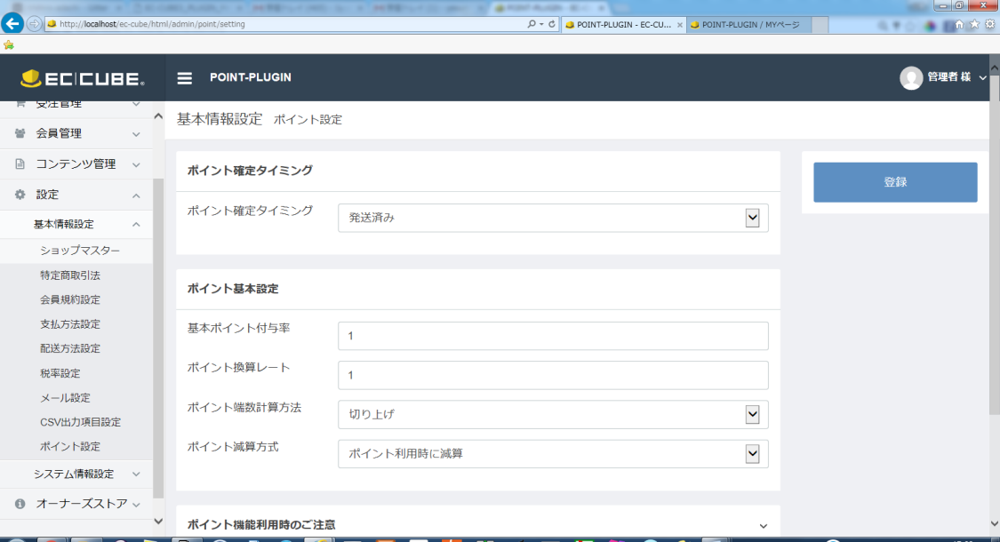 http://localhost/ec-cube/html/admin/point/setting
POINT-PLUGIN - EC-CU...
POINT-PLUGIN / MYページ
EC CUBE
POINT-PLUGIN
管理者 様
受注管理
会員管理
コンテンツ管理
設定
基本情報設定
ショップマスター
特定商取引法
会員規約設定
支払方法設定
配送方法設定
税率設定
メール設定
CSV出力項目設定
ポイント設定
システム情報設定
オーナーズストア
基本情報設定 ポイント設定
ポイント確定タイミング
ポイント確定タイミング
発送済み
ポイント基本設定
基本ポイント付与率
1
ポイント換算レート
1
ポイント端数計算方法
切り上げ
ポイント減算方式
ポイント利用時に減算
ポイント機能利用時のご注意
登録